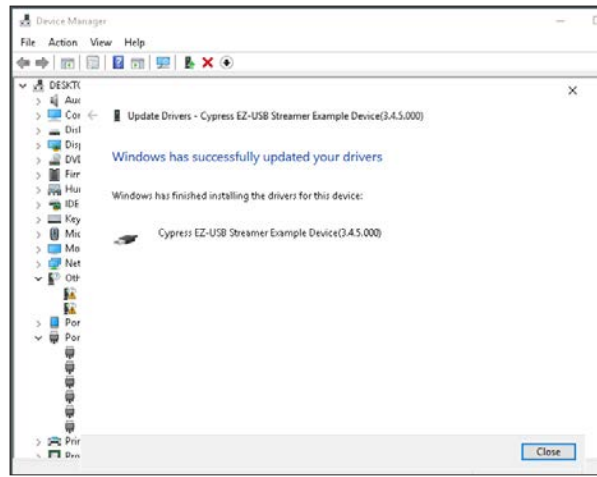 Device Manager
File Action View Help
DESKTO
Aud
Cor
Disl
Disp
DVD
Firr
Hur
IDE
Key
Mic
Mo
Net
Oth
Por
Por
Prir
Pro
Update Drivers - Cypress EZ-USB Streamer Example Device(3.4.5.000)
Windows has successfully updated your drivers
Windows has finished installing the drivers for this device:
Cypress EZ-USB Streamer Example Device(3.4.5.000)
Close